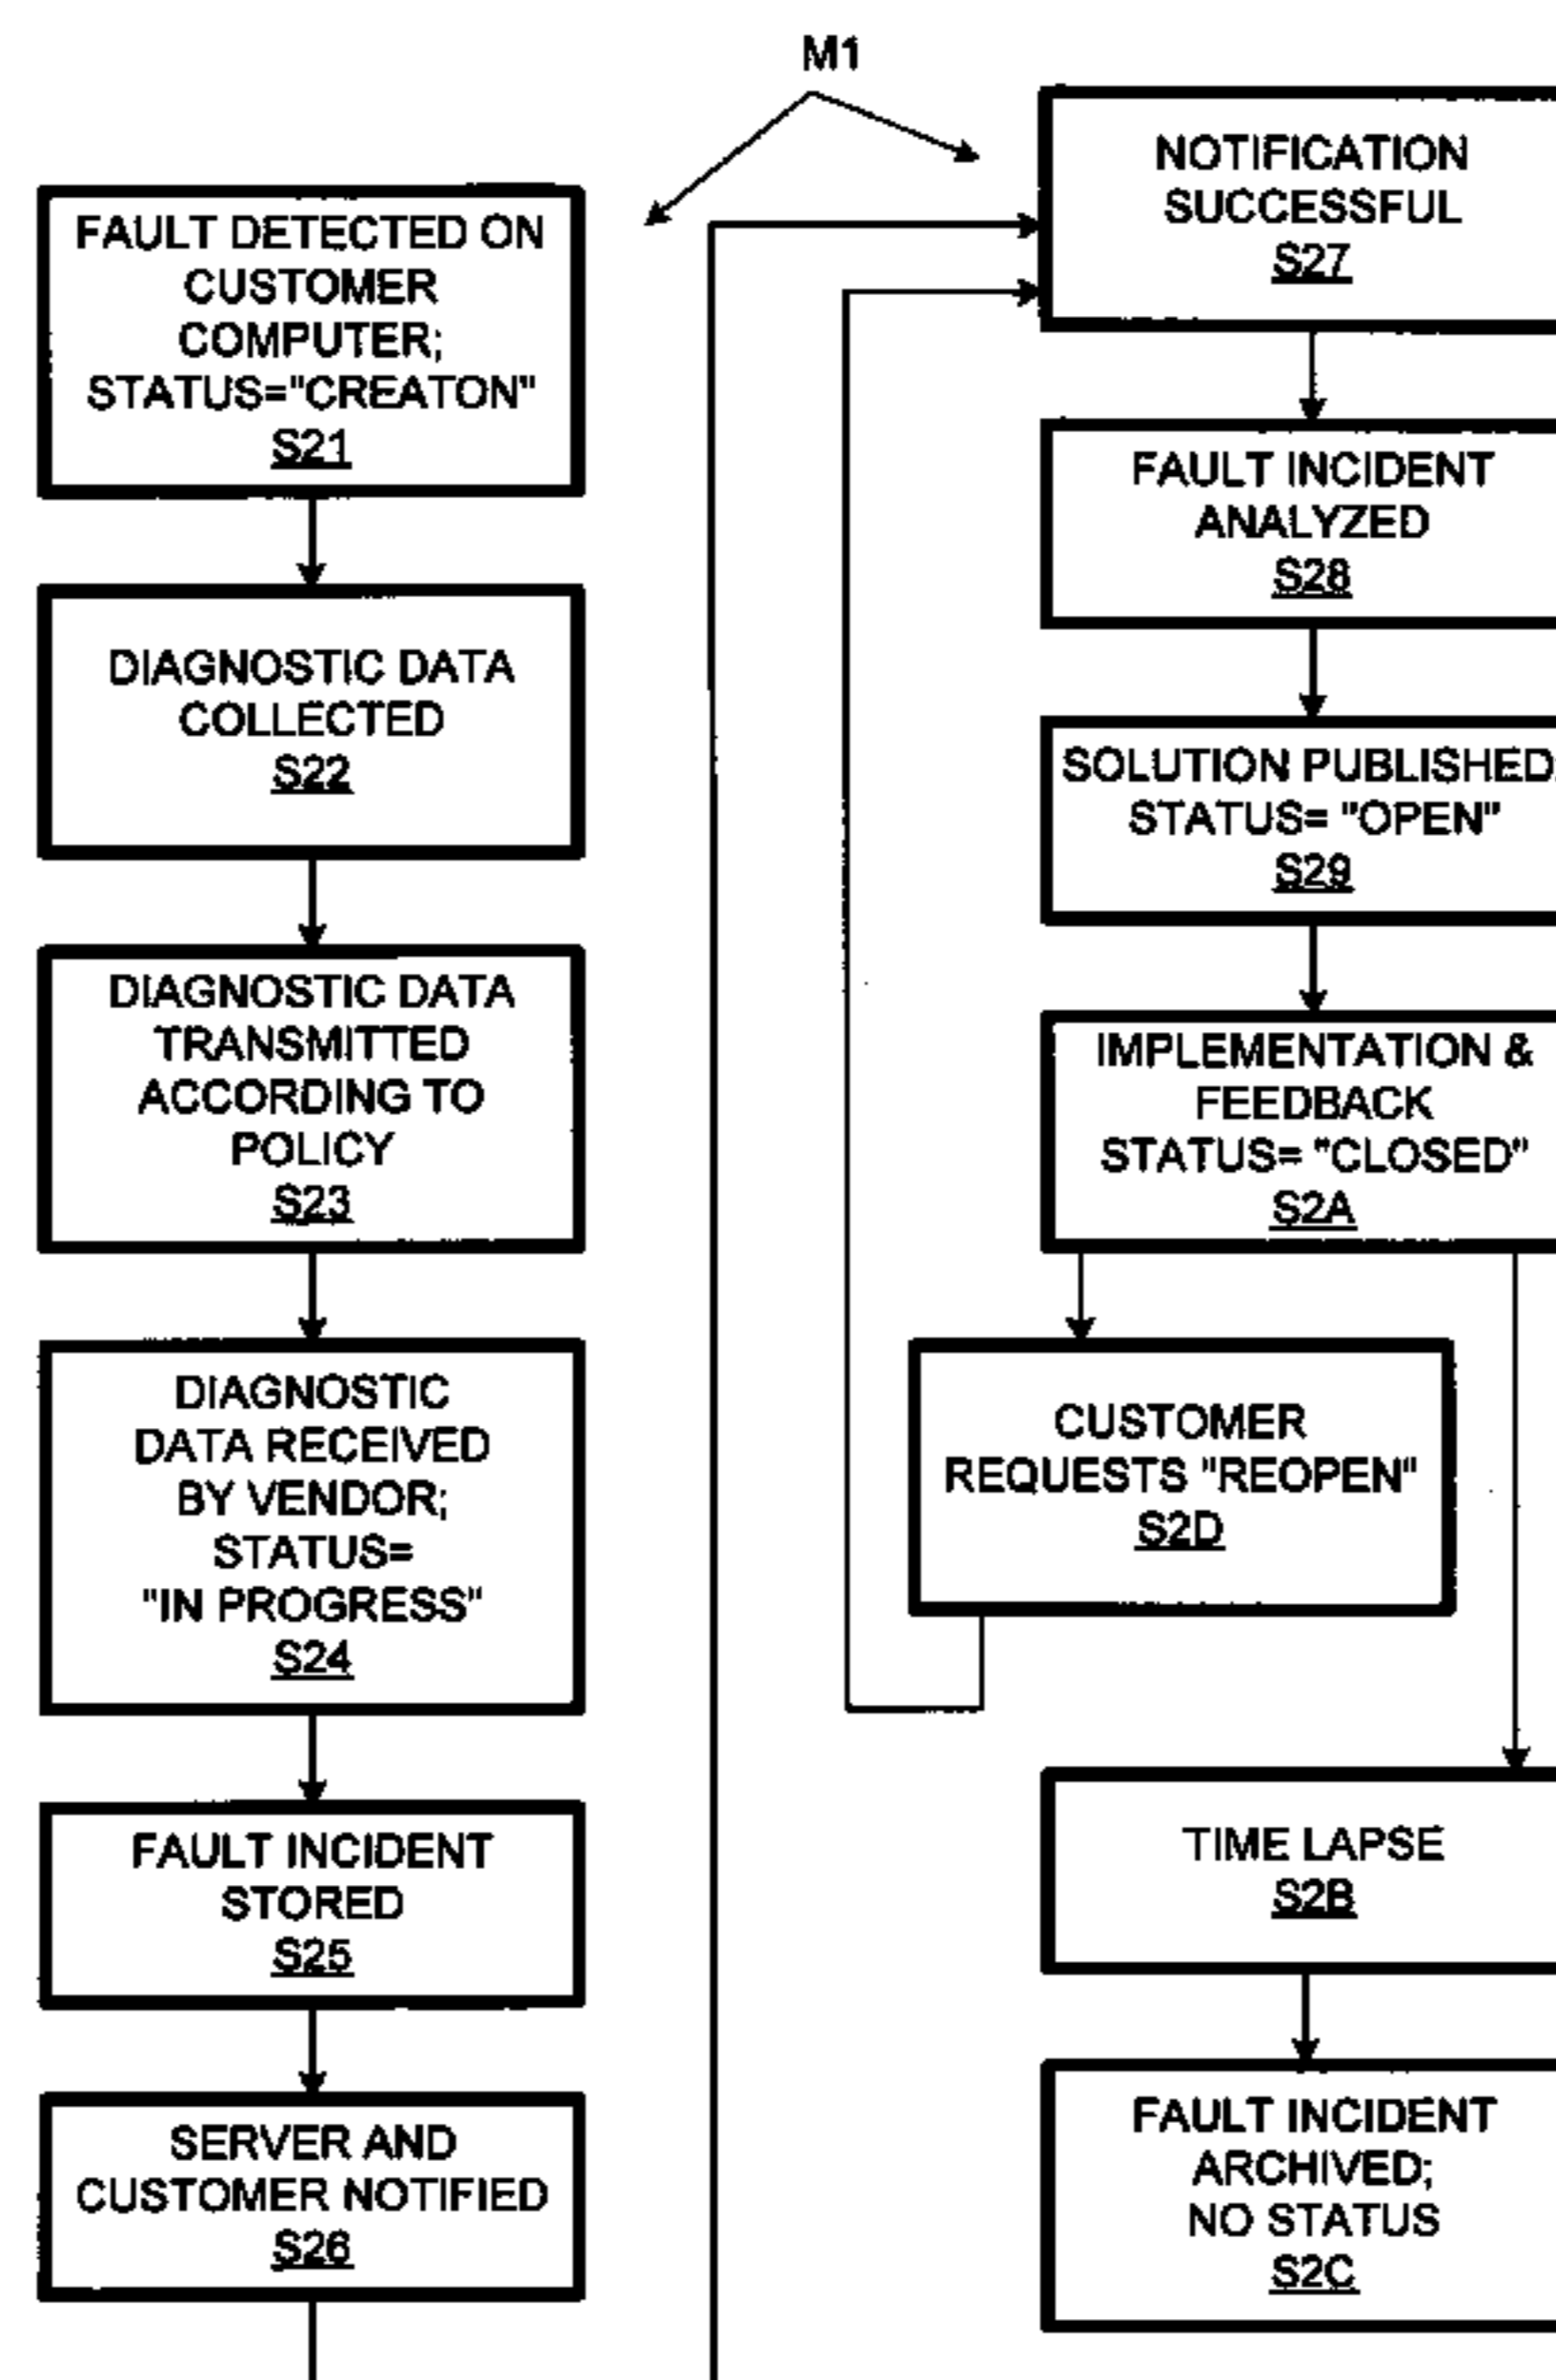 M1
FAULT DETECTED ON
CUSTOMER
COMPUTER;
STATUS="CREATON"
S21
DIAGNOSTIC DATA
COLLECTED
S22
DIAGNOSTIC DATA
TRANSMITTED
ACCORDING TO
POLICY
S23
DIAGNOSTIC
DATA RECEIVED
BY VENDOR;
STATUS=
"IN PROGRESS"
S24
FAULT INCIDENT
STORED
S25
SERVER AND
CUSTOMER NOTIFIED
S26
NOTIFICATION
SUCCESSFUL
S27
FAULT INCIDENT
ANALYZED
S28
SOLUTION PUBLISHED;
STATUS= "OPEN"
S29
IMPLEMENTATION &
FEEDBACK
STATUS= "CLOSED"
S2A
CUSTOMER
REQUESTS "REOPEN"
S2D
TIME LAPSE
S2B
FAULT INCIDENT
ARCHIVED;
NO STATUS
S2C